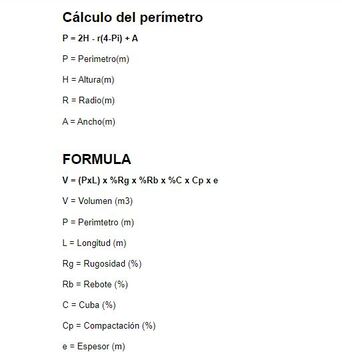 Cálculo del perímetro
P = 2H - r(4-Pi) + A
P = Perimetro(m)
H = Altura(m)
R = Radio(m)
A = Ancho(m)
FORMULA
V = (PxL) x %Rg x %Rb x %C x Cp x e
V = Volumen (m3)
P = Perimtetro (m)
L = Longitud (m)
Rg = Rugosidad (%)
Rb = Rebote (%)
C = Cuba (%)
Cp = Compactación (%)
e = Espesor (m)